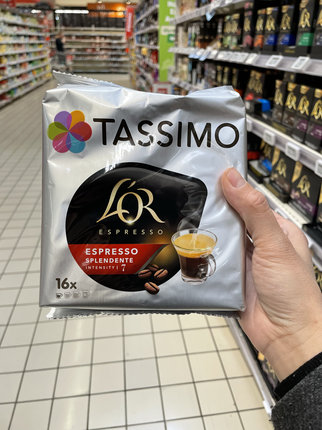 TASSIMO
L'OR
ESPRESSO
ESPRESSO
SPLENDENTE
INTENSITY | 7
16x